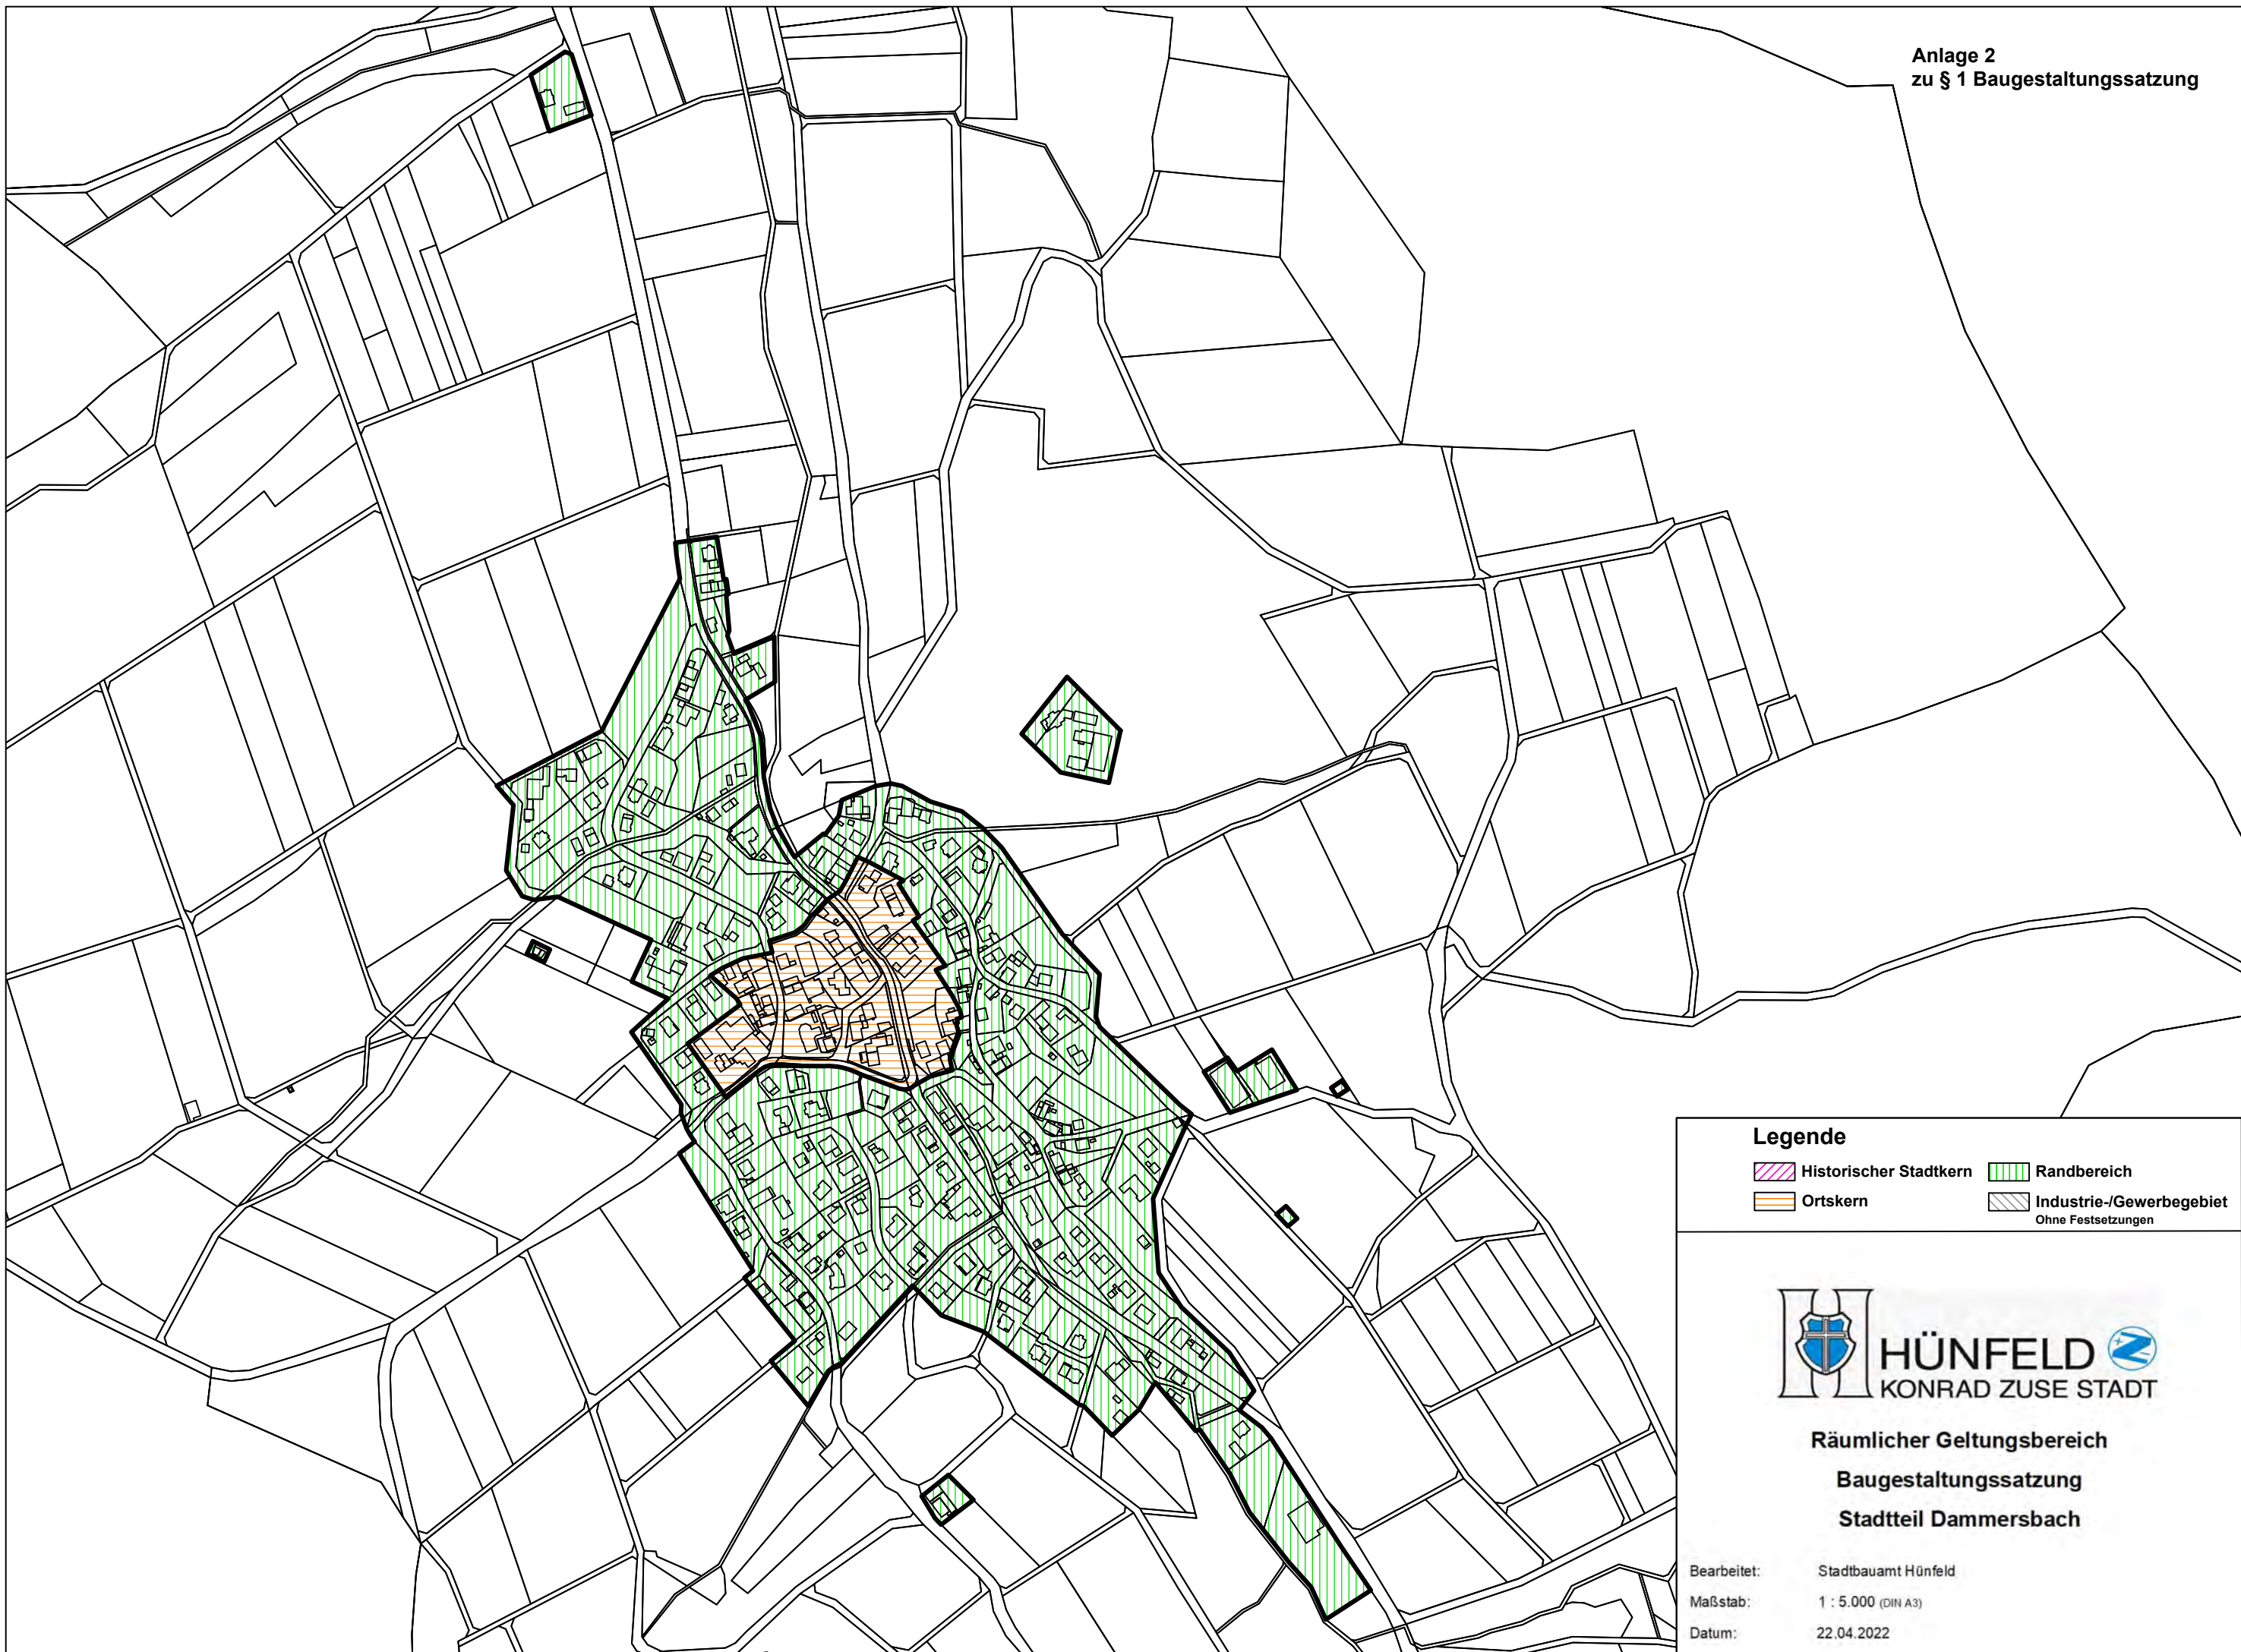 Anlage 2
zu § 1 Baugestaltungssatzung
Legende
Historischer Stadtkern
Randbereich
Ortskern
Industrie-/Gewerbegebiet
Ohne Festsetzungen
HÜNFELD
KONRAD ZUSE STADT
Räumlicher Geltungsbereich
Baugestaltungssatzung
Stadtteil Dammersbach
Bearbeitet: Stadtbauamt Hünfeld
Maßstab: 1 : 5.000 (DIN A3)
Datum: 22.04.2022